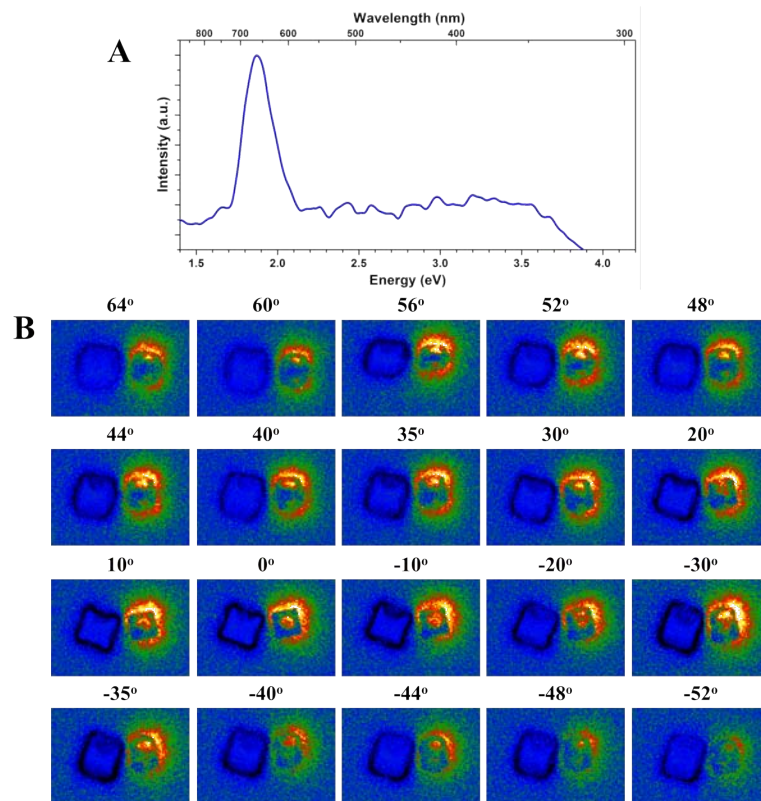 Wavelength (nm)
800 700 600 500 400 300
A
Intensity (a.u.)
1.5 2.0 2.5 3.0 3.5 4.0
Energy (eV)
B
64° 60° 56° 52° 48°
44° 40° 35° 30° 20°
10° 0° -10° -20° -30°
-35° -40° -44° -48° -52°